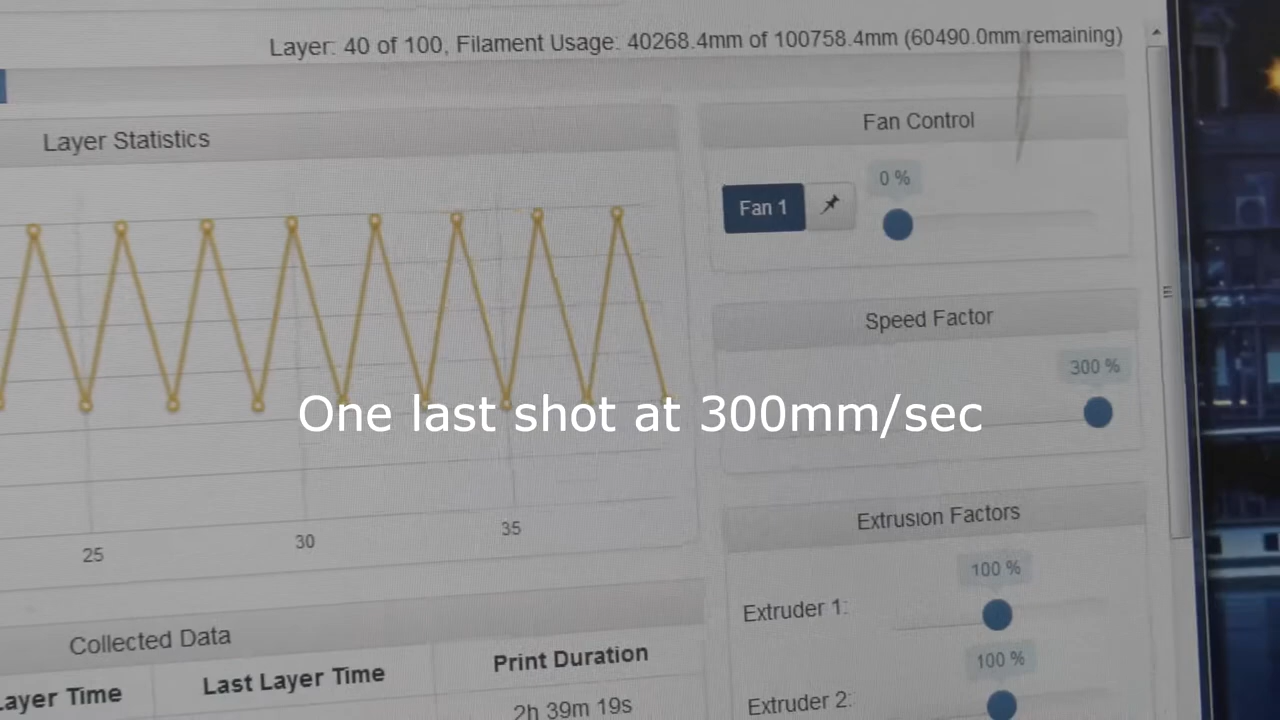 Layer: 40 of 100, Filament Usage: 40268.4mm of 100758.4mm (60490.0mm remaining)
Layer Statistics
Fan Control
0 %
Fan 1
Speed Factor
300 %
One last shot at 300mm/sec
25
30
35
Extrusion Factors
100 %
Extruder 1:
100 %
Extruder 2:
Collected Data
Layer Time
Last Layer Time
Print Duration
2h 39m 19s